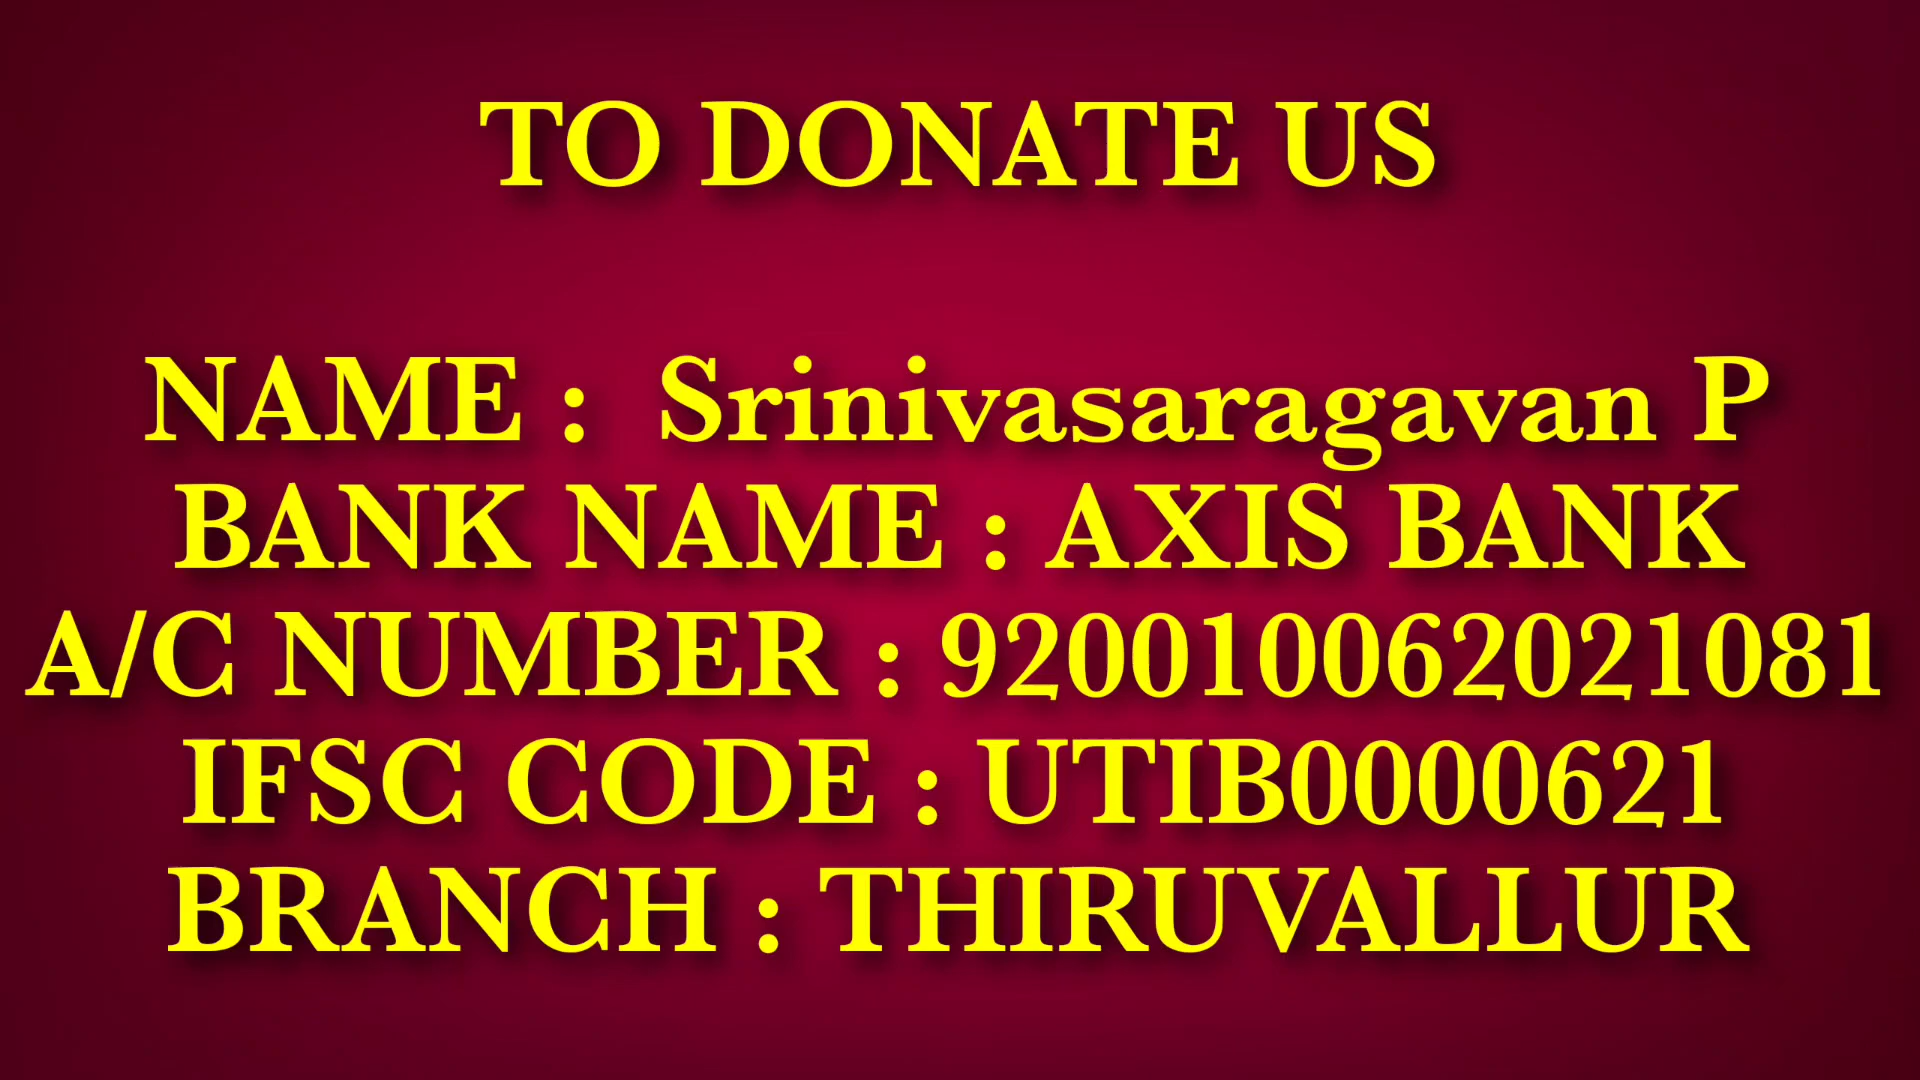 TO DONATE US
NAME :  Srinivasaragavan P
BANK NAME : AXIS BANK
A/C NUMBER : 920010062021081
IFSC CODE : UTIB0000621
BRANCH : THIRUVALLUR